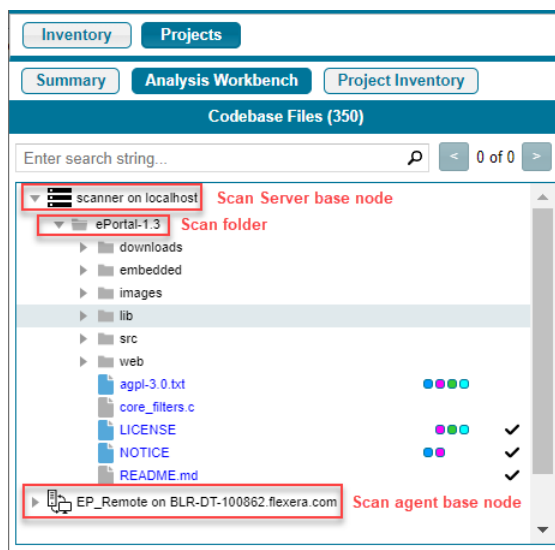 Inventory Projects
Summary Analysis Workbench Project Inventory
Codebase Files (350)
Enter search string... < 0 of 0 >
scanner on localhost Scan Server base node
ePortal-1.3 Scan folder
downloads
embedded
images
lib
src
web
agpl-3.0.txt
core_filters.c
LICENSE
NOTICE
README.md
EP_Remote on BLR-DT-100862.flexera.com Scan agent base node